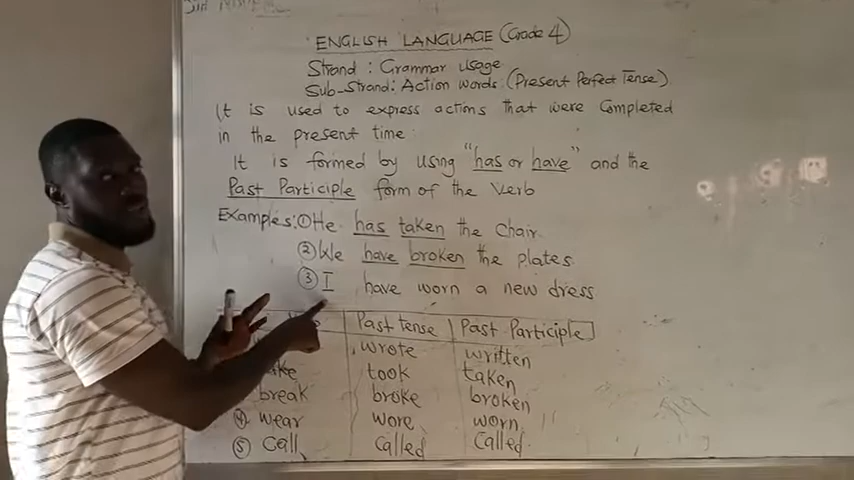 ENGLISH LANGUAGE (Grade 4)
Strand : Grammar usage
Sub-Strand: Action words (Present Perfect Tense)
It is used to express actions that were Completed
in the present time.
It is formed by using "has or have" and the
Past Participle form of the Verb
Examples: ① He has taken the Chair.
② We have broken the plates
③ I have worn a new dress
Past Tense Past Participle
wrote written
took taken
break broke broken
④ wear wore worn
⑤ Call Called Called